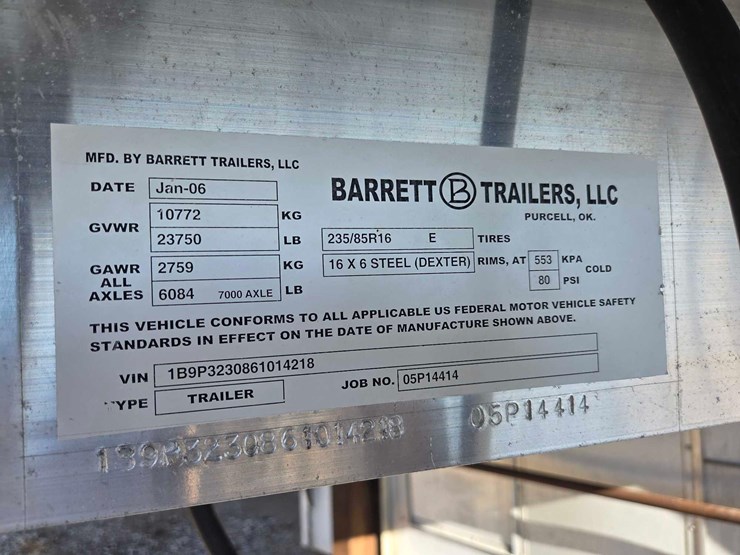 MFD. BY BARRETT TRAILERS, LLC
DATE Jan-06
BARRETT B TRAILERS, LLC
PURCELL, OK.
GVWR
10772 KG
23750 LB
235/85R16 E TIRES
GAWR ALL AXLES
2759 KG
6084 7000 AXLE LB
16 X 6 STEEL (DEXTER) RIMS, AT 553 KPA
80 PSI
COLD
THIS VEHICLE CONFORMS TO ALL APPLICABLE US FEDERAL MOTOR VEHICLE SAFETY
STANDARDS IN EFFECT ON THE DATE OF MANUFACTURE SHOWN ABOVE.
VIN 1B9P3230861014218
YPE TRAILER
JOB NO. 05P14414
1B9P3230861014218 05P14414